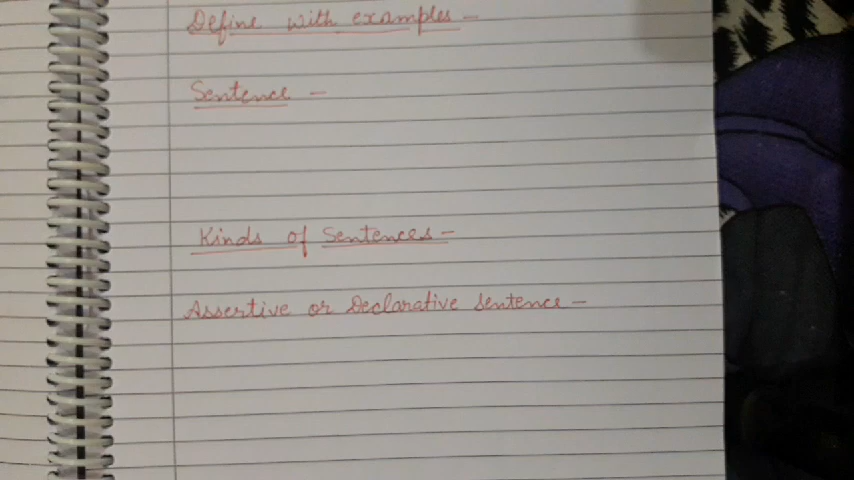 Define with examples -
Sentence -
Kinds of Sentences -
Assertive or Declarative sentence -